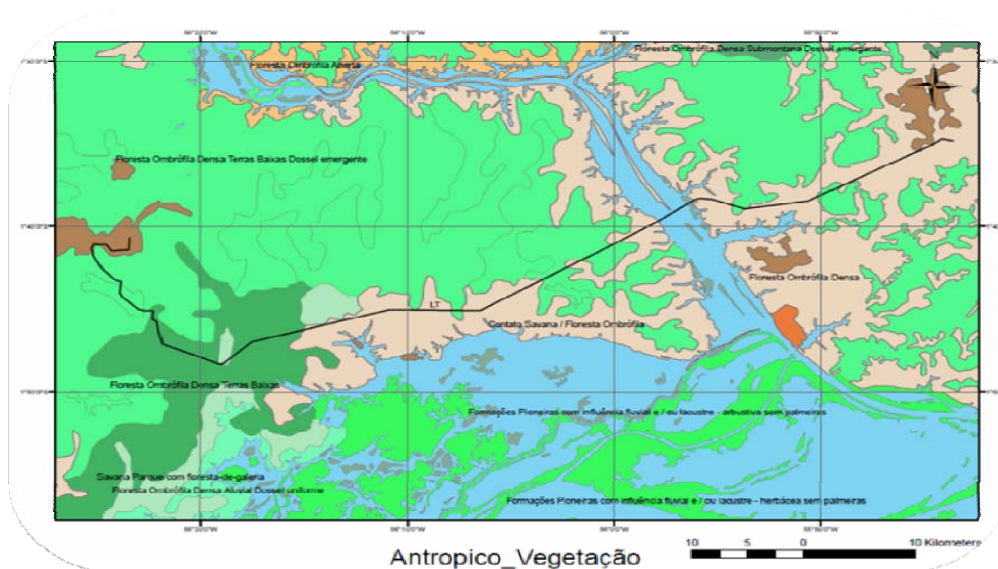 Floresta Ombrófila Densa Submontana Dossel emergente
Floresta Ombrófila Aberta
N
Floresta Ombrófila Densa Terras Baixas Dossel emergente
Floresta Ombrófila Densa
LT
Contato Savana / Floresta Ombrófila
Floresta Ombrófila Densa Terras Baixas
Formações Pioneiras com influência fluvial e / ou lacustre - arbustiva sem palmeiras
Savana Parque com floresta-de-galeria
Floresta Ombrófila Densa Aluvial Dossel uniforme
Formações Pioneiras com influência fluvial e / ou lacustre - herbácea sem palmeiras
10 5 0 10 Kilometers
Antropico_Vegetação